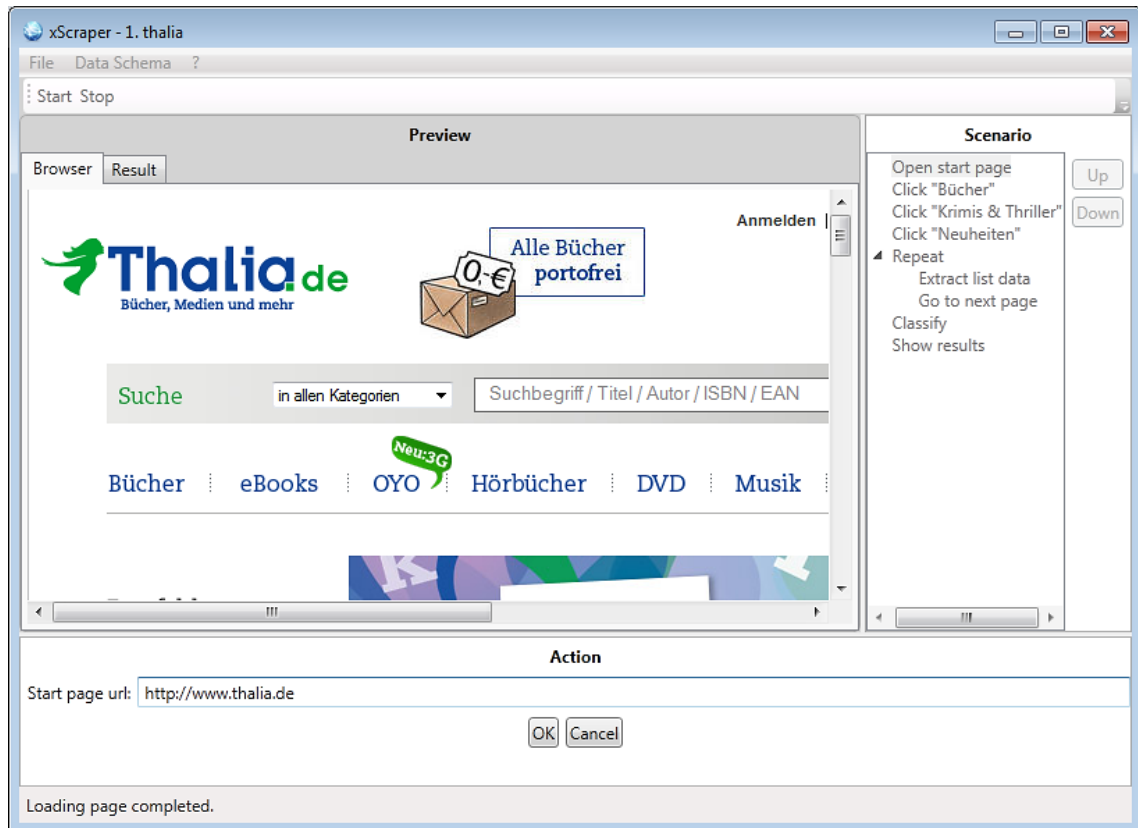 xScraper - 1. thalia
File Data Schema ?
Start Stop
Preview
Browser Result
Anmelden |
Thalia.de
Bücher, Medien und mehr
0,-€
Alle Bücher
portofrei
Suche in allen Kategorien Suchbegriff / Titel / Autor / ISBN / EAN
Neu:3G
Bücher eBooks OYO Hörbücher DVD Musik
Scenario
Open start page
Click "Bücher"
Click "Krimis & Thriller"
Click "Neuheiten"
Repeat
Extract list data
Go to next page
Classify
Show results
Up
Down
Action
Start page url: http://www.thalia.de
OK Cancel
Loading page completed.